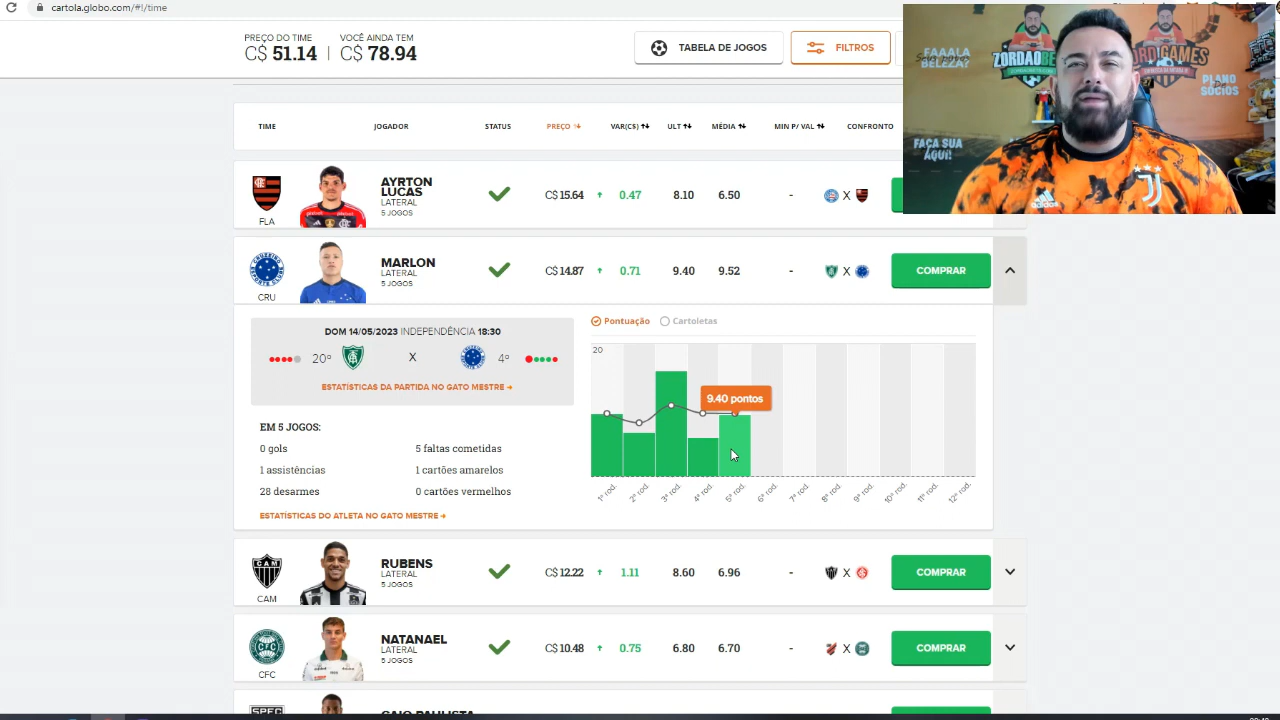 cartola.globo.com/#!/time
PREÇO DO TIME
C$ 51.14
VOCÊ AINDA TEM
C$ 78.94
TABELA DE JOGOS
FILTROS
FAAALA
BELEZA?
PLANO
SÓCIOS
FAÇA SUA
AQUI!
TIME JOGADOR STATUS PREÇO VAR(C$) ULT MÉDIA MIN P/ VAL CONFRONTO
AYRTON
LUCAS
LATERAL
5 JOGOS
FLA
C$ 15.64 0.47 8.10 6.50 - X
MARLON
LATERAL
5 JOGOS
CRU
C$ 14.87 0.71 9.40 9.52 - X
COMPRAR
DOM 14/05/2023 INDEPENDÊNCIA 18:30
20º X 4º
ESTATÍSTICAS DA PARTIDA NO GATO MESTRE
EM 5 JOGOS:
0 gols
5 faltas cometidas
1 assistências
1 cartões amarelos
28 desarmes
0 cartões vermelhos
ESTATÍSTICAS DO ATLETA NO GATO MESTRE
Pontuação
Cartoletas
20
9.40 pontos
1ª rod. 2ª rod. 3ª rod. 4ª rod. 5ª rod. 6ª rod. 7ª rod. 8ª rod. 9ª rod. 10ª rod. 11ª rod. 12ª rod.
RUBENS
LATERAL
5 JOGOS
CAM
C$ 12.22 1.11 8.60 6.96 - X
COMPRAR
NATANAEL
LATERAL
5 JOGOS
CFC
C$ 10.48 0.75 6.80 6.70 - X
COMPRAR
SPFC
CAIO PAULISTA